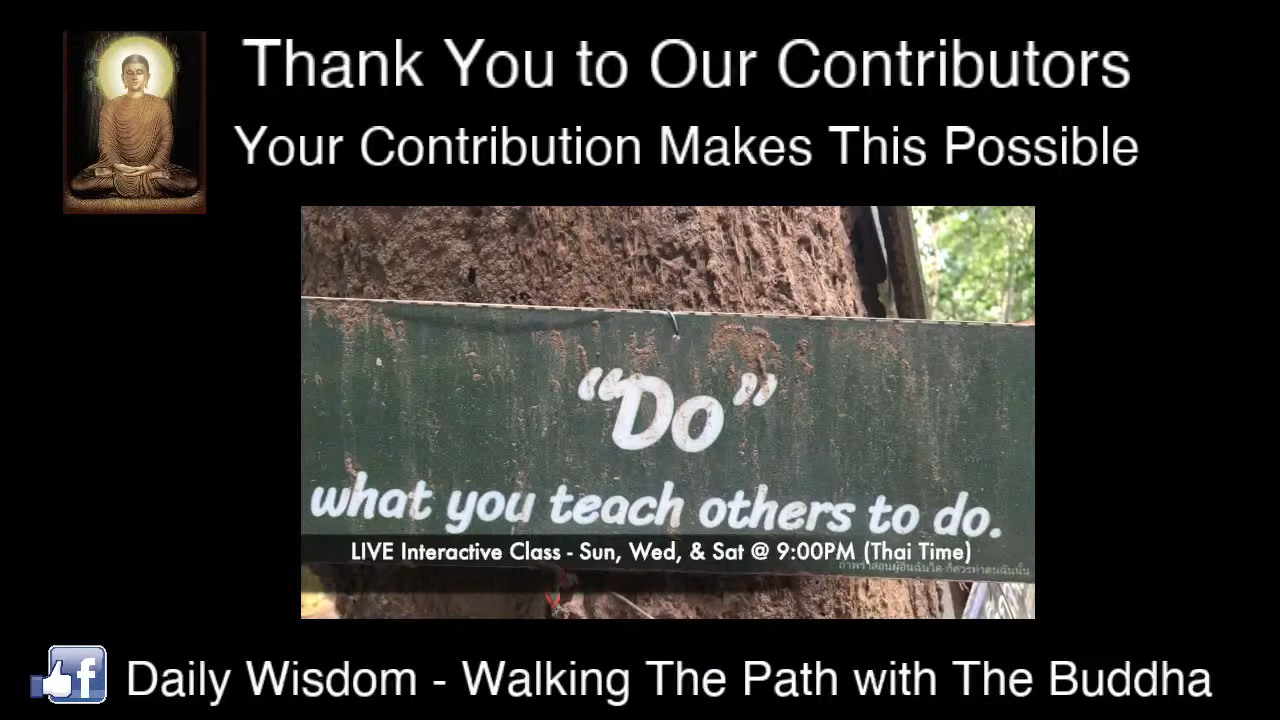 Thank You to Our Contributors
Your Contribution Makes This Possible
“Do”
what you teach others to do.
LIVE Interactive Class - Sun, Wed, & Sat @ 9:00PM (Thai Time)
f Daily Wisdom - Walking The Path with The Buddha